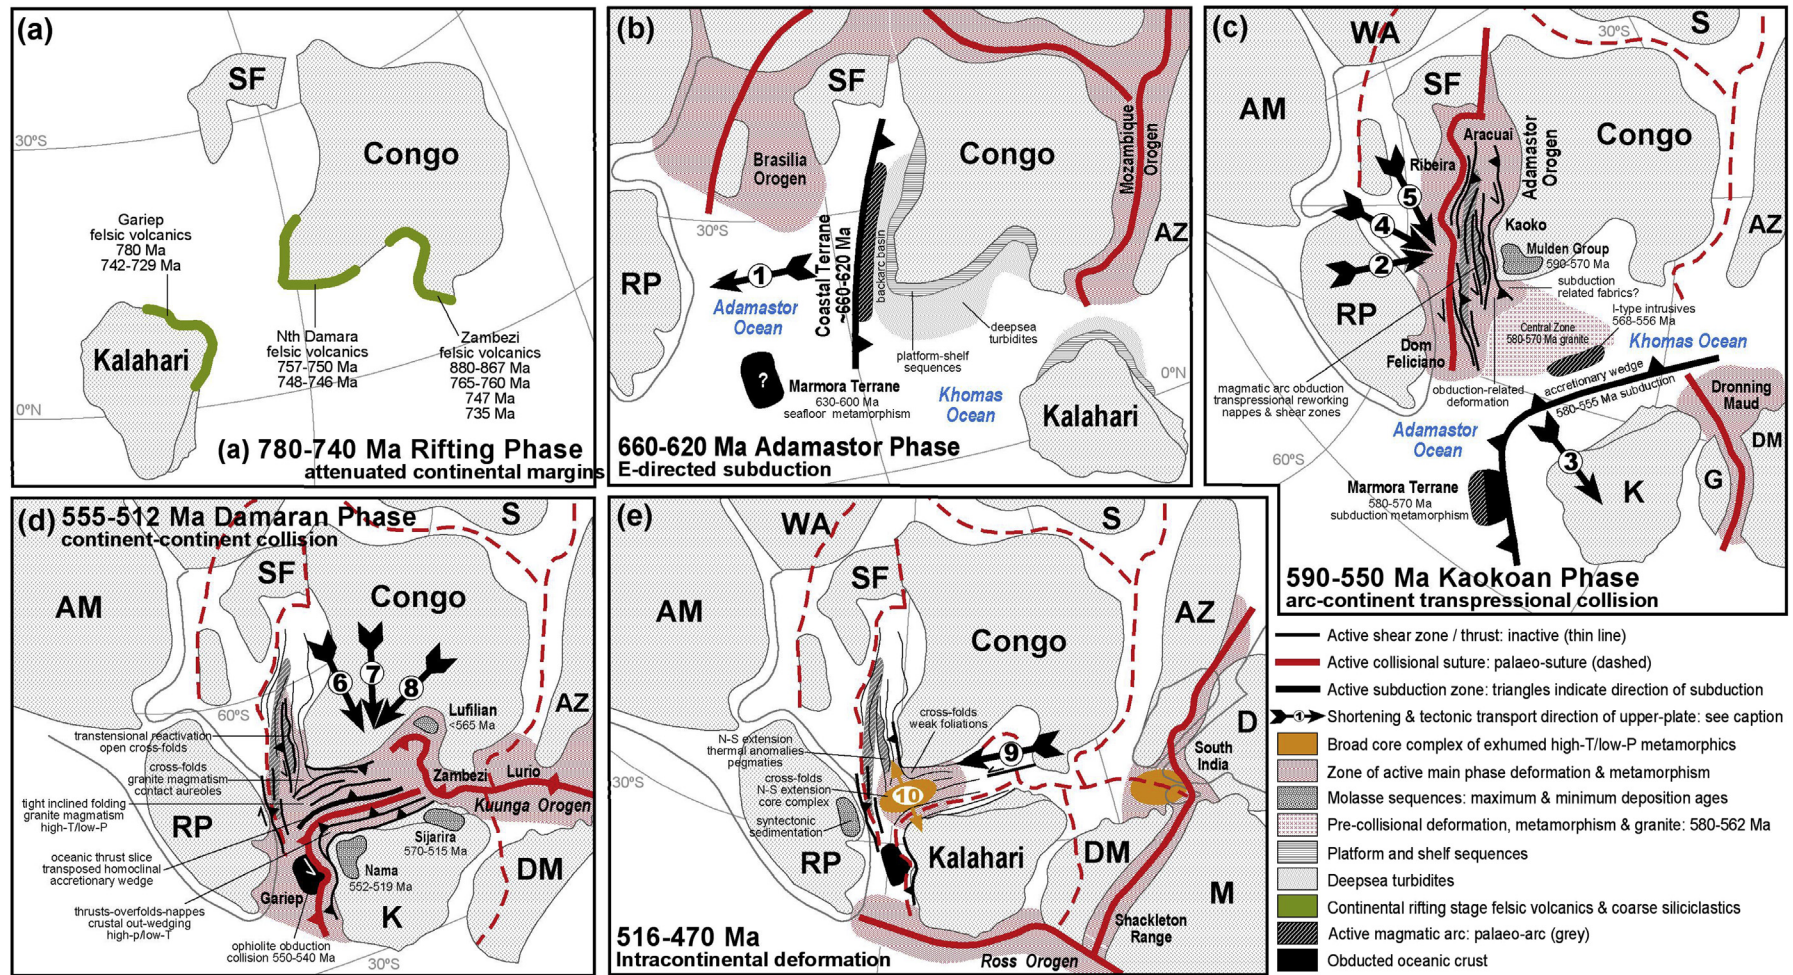 (a)
SF
Congo
30ºS
Gariep
felsic volcanics
780 Ma
742-729 Ma
Kalahari
Nth Damara
felsic volcanics
757-750 Ma
748-746 Ma
Zambezi
felsic volcanics
880-867 Ma
765-760 Ma
747 Ma
735 Ma
0ºN
(a) 780-740 Ma Rifting Phase
attenuated continental margins
(b)
SF
Congo
Brasilia
Orogen
Mozambique
Orogen
30ºS
AZ
RP
1
Coastal Terrane
~660-620 Ma
backarc basin
Adamastor
Ocean
deepsea
turbidites
platform-shelf
sequences
?
Marmora Terrane
630-600 Ma
seafloor metamorphism
Khomas
Ocean
0ºN
Kalahari
660-620 Ma Adamastor Phase
E-directed subduction
(c)
WA
30ºS
S
SF
AM
Congo
Aracuai
Ribeira
Adamastor
Orogen
5
4
2
Kaoko
AZ
Mulden Group
590-570 Ma
subduction
related fabrics?
I-type intrusives
568-556 Ma
RP
Central Zone
580-570 Ma granite
Khomas Ocean
Dom
Feliciano
accretionary wedge
580-555 Ma subduction
magmatic arc obduction
transpressional reworking
nappes & shear zones
obduction-related
deformation
Dronning
Maud
Adamastor
Ocean
DM
60ºS
3
Marmora Terrane
580-570 Ma
subduction metamorphism
K
G
590-550 Ma Kaokoan Phase
arc-continent transpressional collision
(d)
555-512 Ma Damaran Phase
continent-continent collision
S
SF
AM
Congo
6
7
8
60ºS
Lufilian
<565 Ma
AZ
transtensional reactivation
open cross-folds
cross-folds
granite magmatism
contact aureoles
Zambezi
Lurio
Kuunga Orogen
tight inclined folding
granite magmatism
high-T/low-P
RP
Sijarira
570-515 Ma
oceanic thrust slice
transposed homoclinal
accretionary wedge
Nama
552-519 Ma
DM
Gariep
K
thrusts-overfolds-nappes
crustal out-wedging
high-p/low-T
ophiolite obduction
collision 550-540 Ma
30ºS
(e)
WA
S
SF
AM
Congo
AZ
cross-folds
weak foliations
N-S extension
thermal anomalies
pegmatites
9
D
South
India
30ºS
cross-folds
N-S extension
core complex
10
syntectonic
sedimentation
RP
Kalahari
DM
M
Shackleton
Range
516-470 Ma
Intracontinental deformation
Ross Orogen
Active shear zone / thrust: inactive (thin line)
Active collisional suture: palaeo-suture (dashed)
Active subduction zone: triangles indicate direction of subduction
1 Shortening & tectonic transport direction of upper-plate: see caption
Broad core complex of exhumed high-T/low-P metamorphics
Zone of active main phase deformation & metamorphism
Molasse sequences: maximum & minimum deposition ages
Pre-collisional deformation, metamorphism & granite: 580-562 Ma
Platform and shelf sequences
Deepsea turbidites
Continental rifting stage felsic volcanics & coarse siliciclastics
Active magmatic arc: palaeo-arc (grey)
Obducted oceanic crust